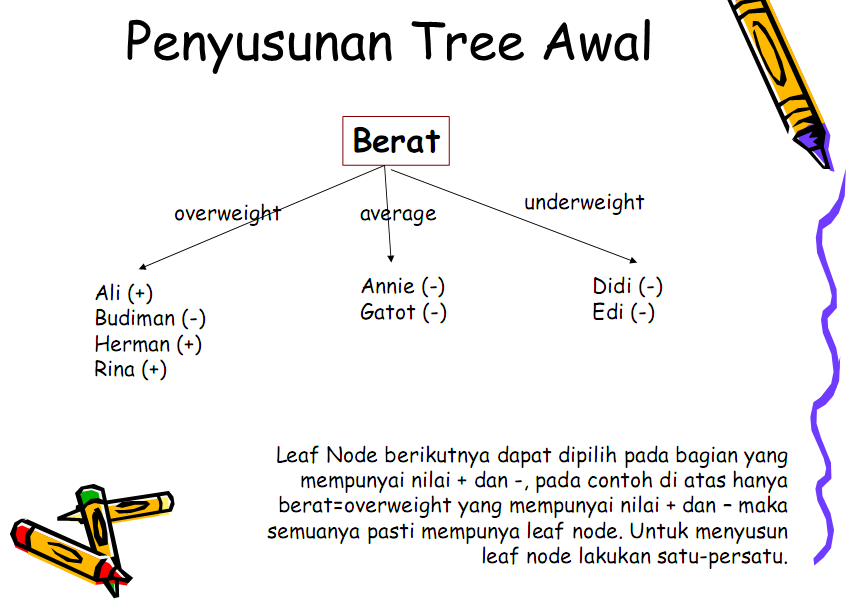 Penyusunan Tree Awal
Berat
overweight
average
underweight
Ali (+)
Budiman (-)
Herman (+)
Rina (+)
Annie (-)
Gatot (-)
Didi (-)
Edi (-)
Leaf Node berikutnya dapat dipilih pada bagian yang
mempunyai nilai + dan -, pada contoh di atas hanya
berat=overweight yang mempunyai nilai + dan – maka
semuanya pasti mempunya leaf node. Untuk menyusun
leaf node lakukan satu-persatu.